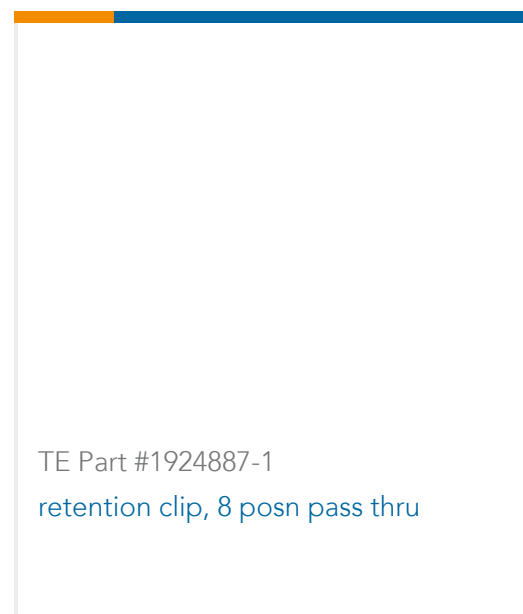 TE Part #1924887-1
retention clip, 8 posn pass thru